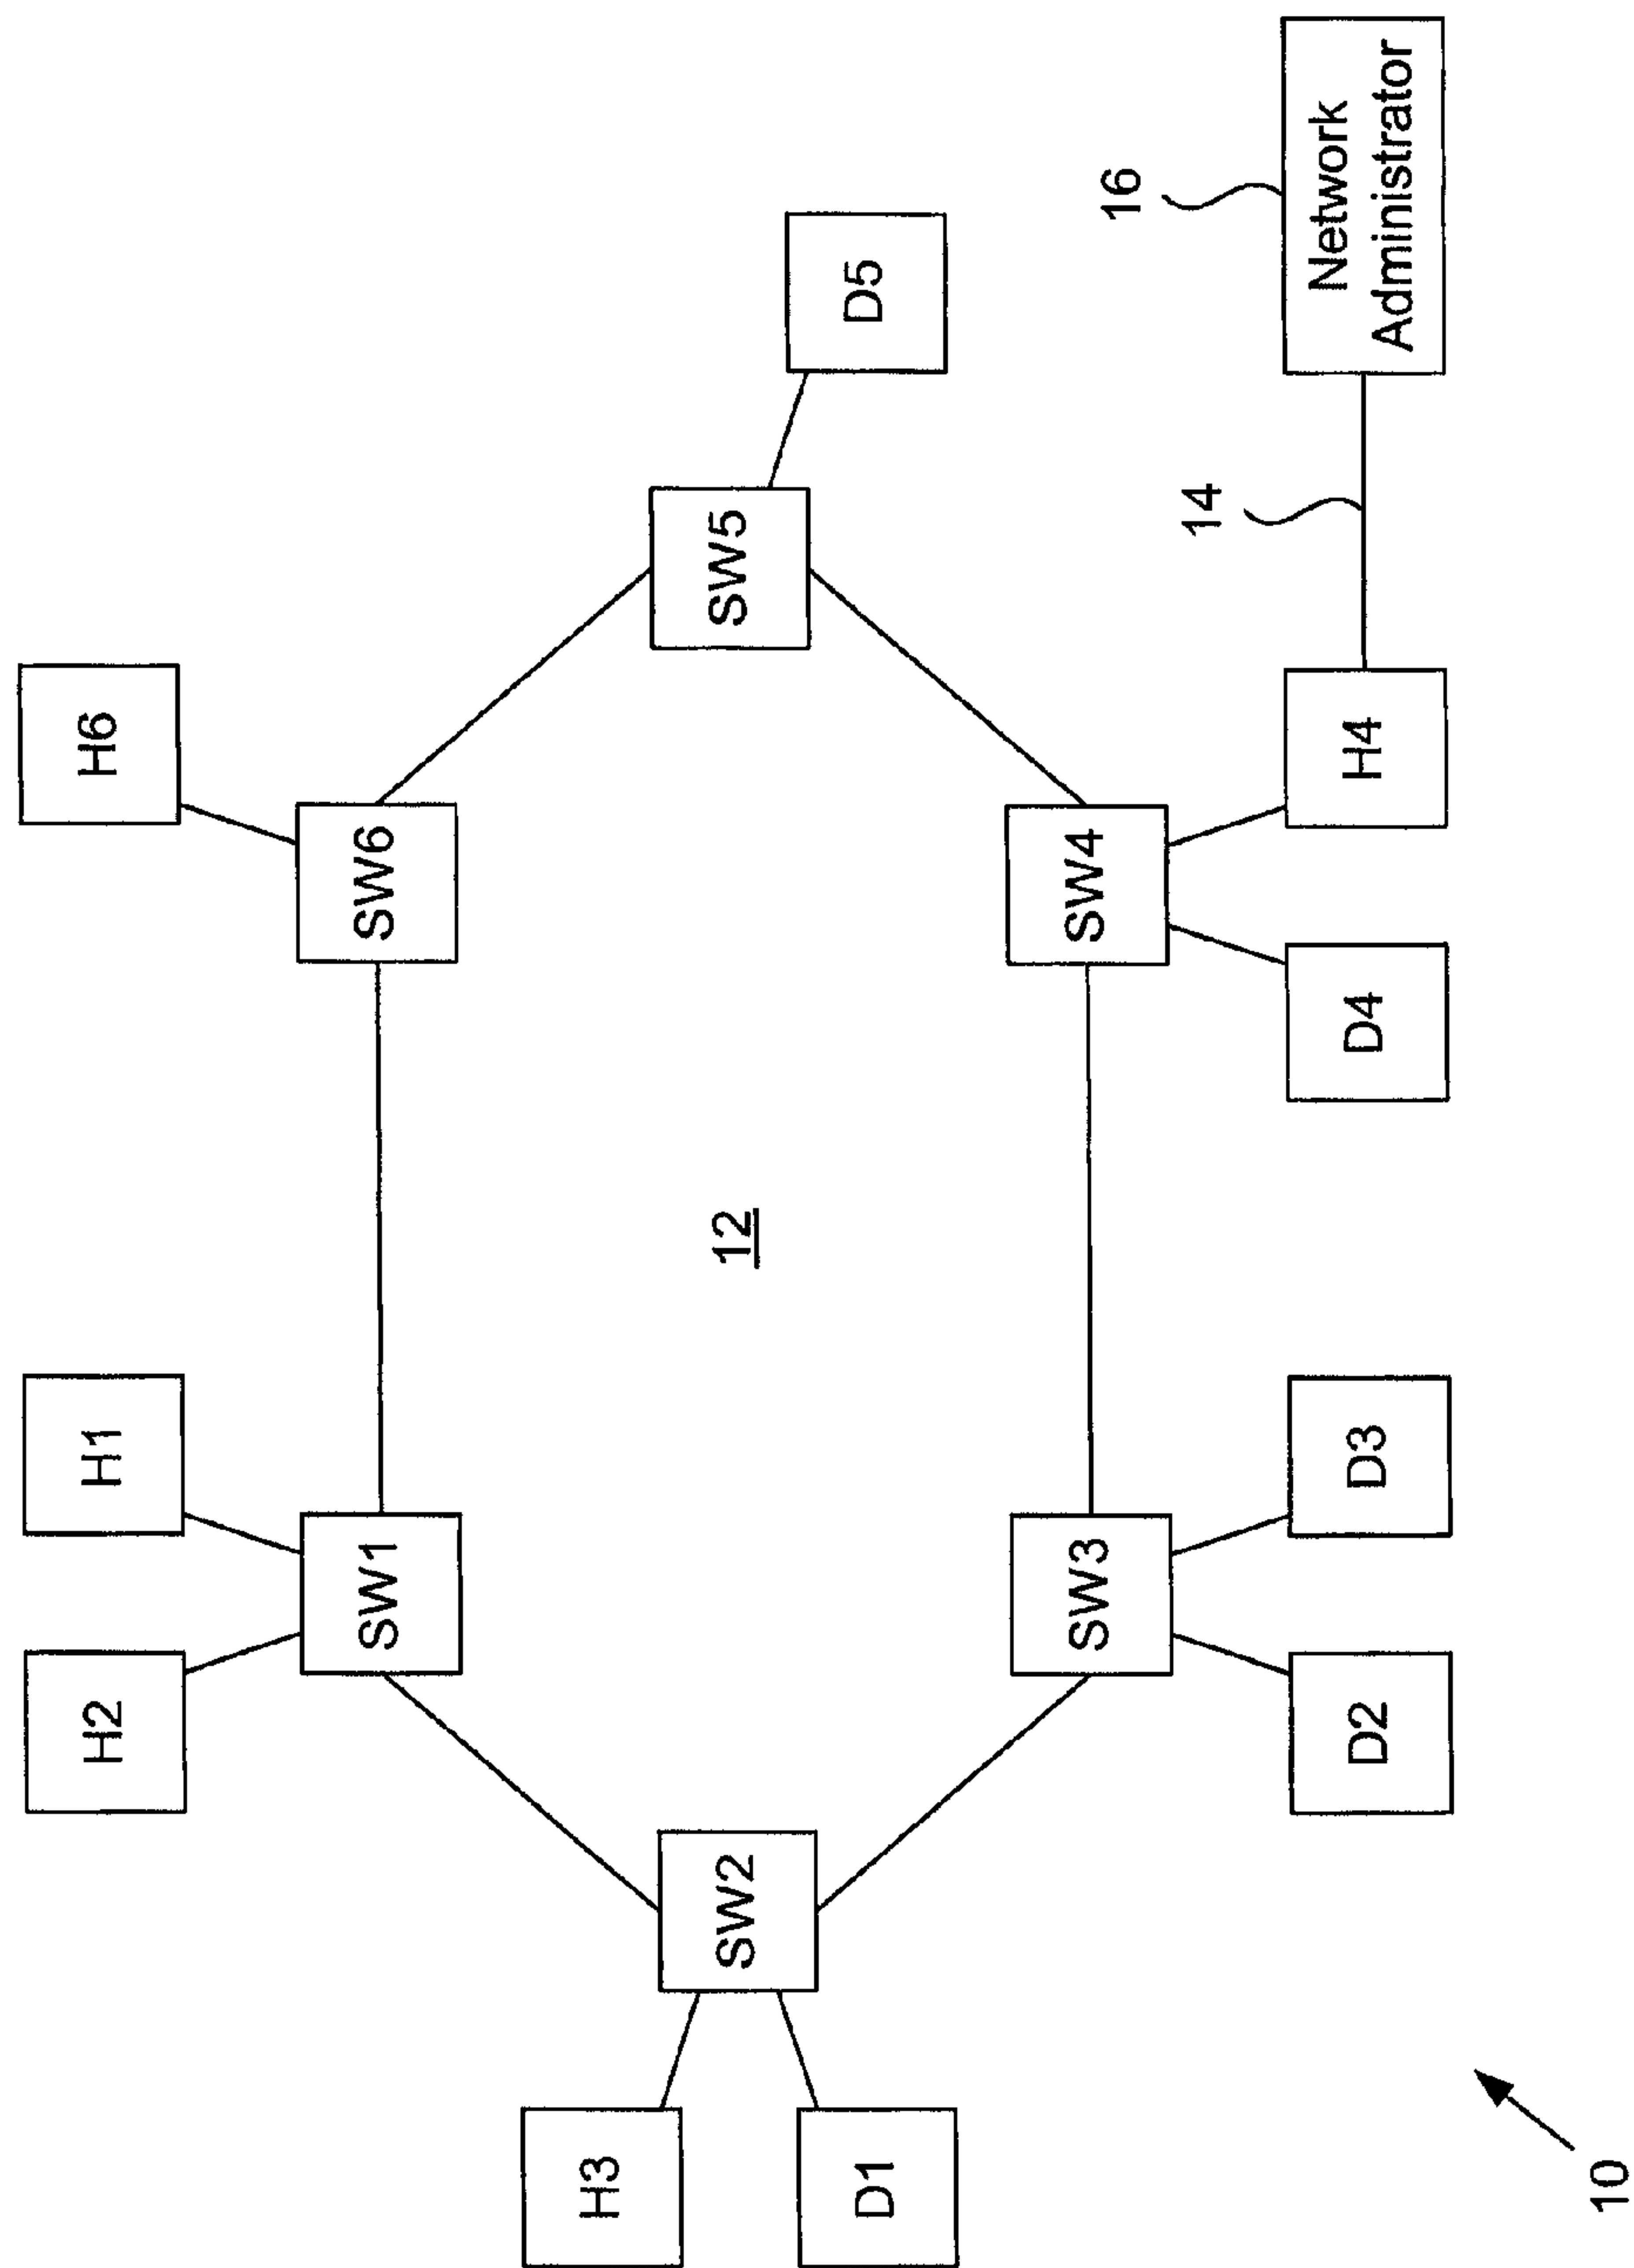 H2
H1
H6
SW1
SW6
H3
SW2
12
SW5
D1
D5
SW3
SW4
16
14
D2
D3
D4
H4
Network
Administrator
10